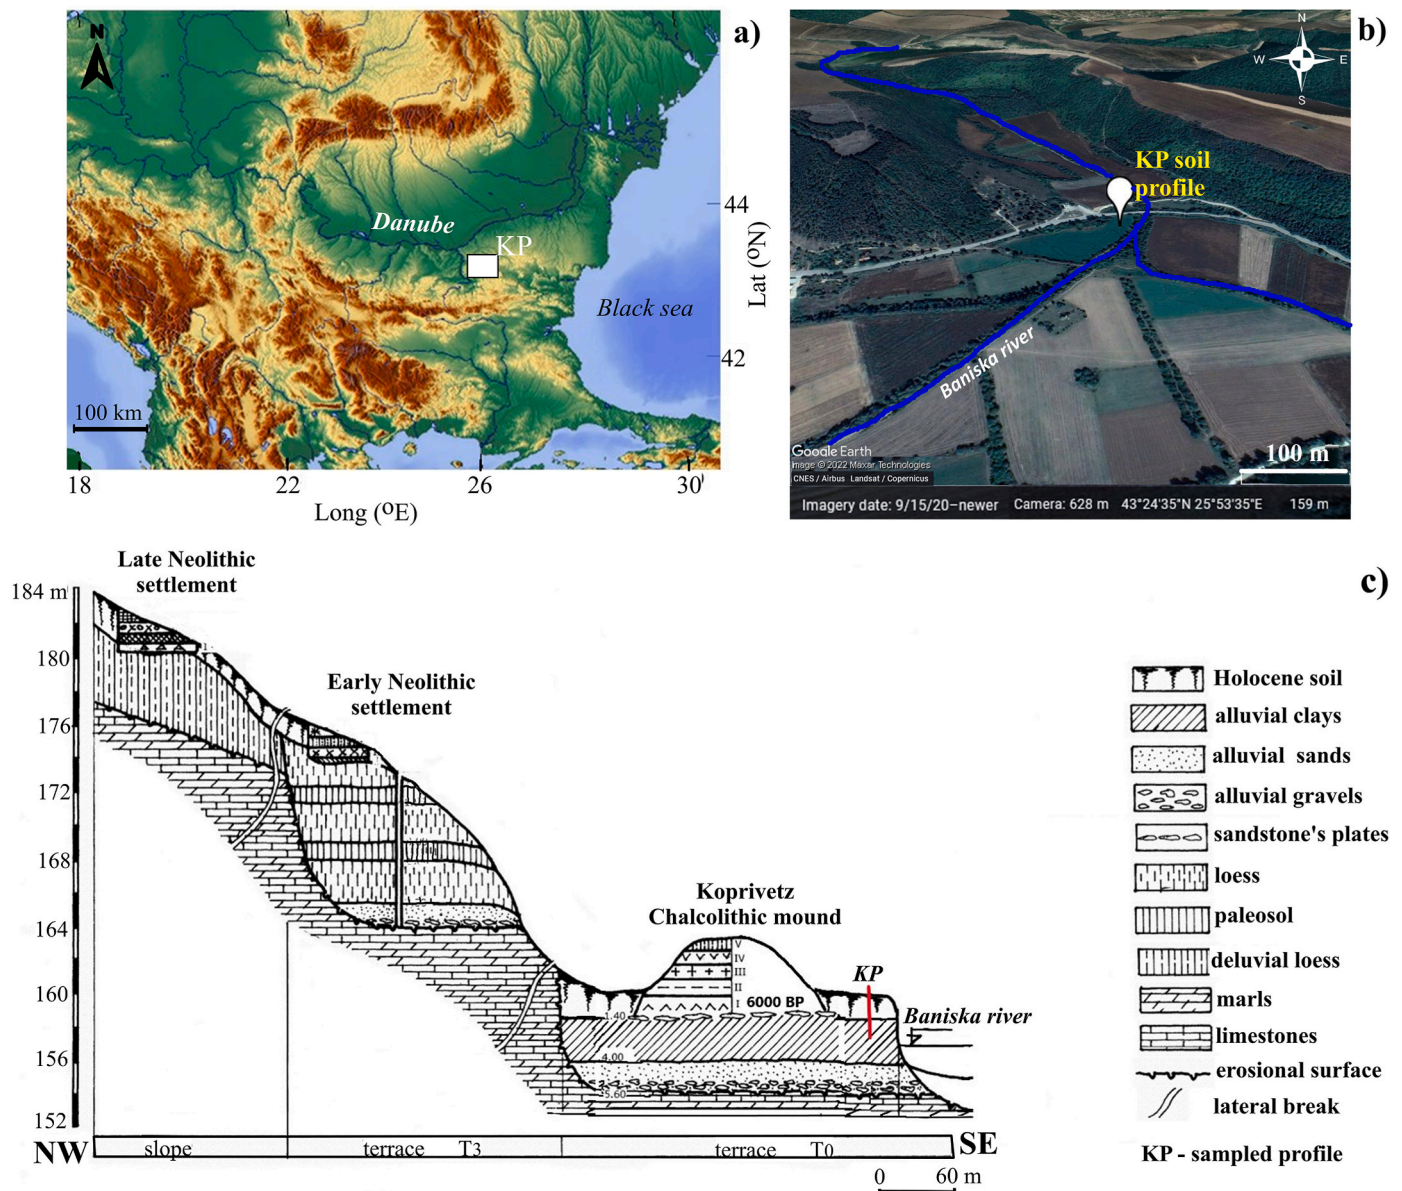 N
a)
Danube
KP
Black sea
44
42
Lat (°N)
100 km
18
22
26
30
Long (°E)
b)
N
W
E
S
KP soil
profile
Baniska river
Google Earth
Image © 2022 Maxar Technologies
CNES / Airbus Landsat / Copernicus
100 m
Imagery date: 9/15/20–newer Camera: 628 m 43°24'35"N 25°53'35"E 159 m
c)
Late Neolithic
settlement
184 m
180
176
172
168
164
160
156
152
Early Neolithic
settlement
Koprivetz
Chalcolithic mound
V
IV
III
II
I
6000 BP
KP
Baniska river
1.40
4.00
5.60
NW
slope
terrace T3
terrace T0
SE
0 60 m
Holocene soil
alluvial clays
alluvial sands
alluvial gravels
sandstone's plates
loess
paleosol
deluvial loess
marls
limestones
erosional surface
lateral break
KP - sampled profile